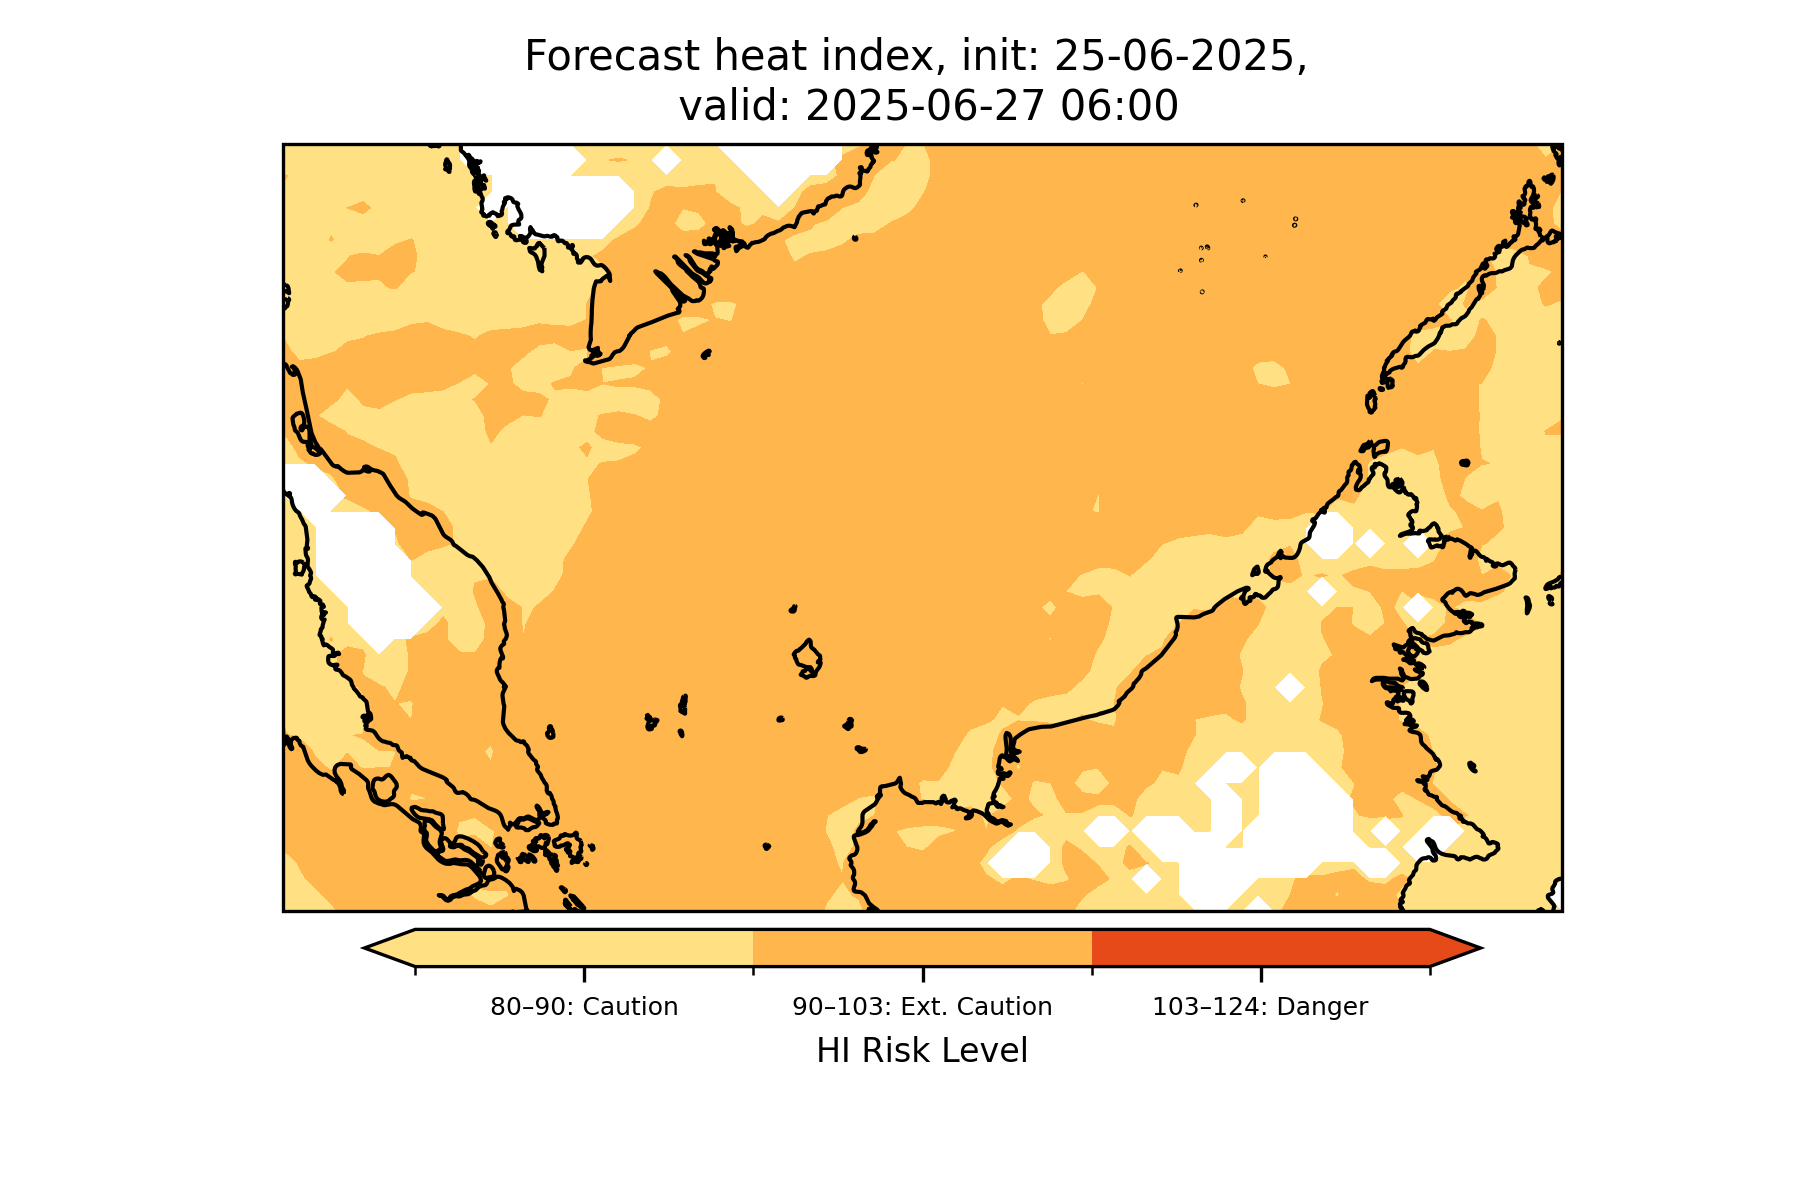 Forecast heat index, init: 25-06-2025,
valid: 2025-06-27 06:00
80–90: Caution
90–103: Ext. Caution
103–124: Danger
HI Risk Level